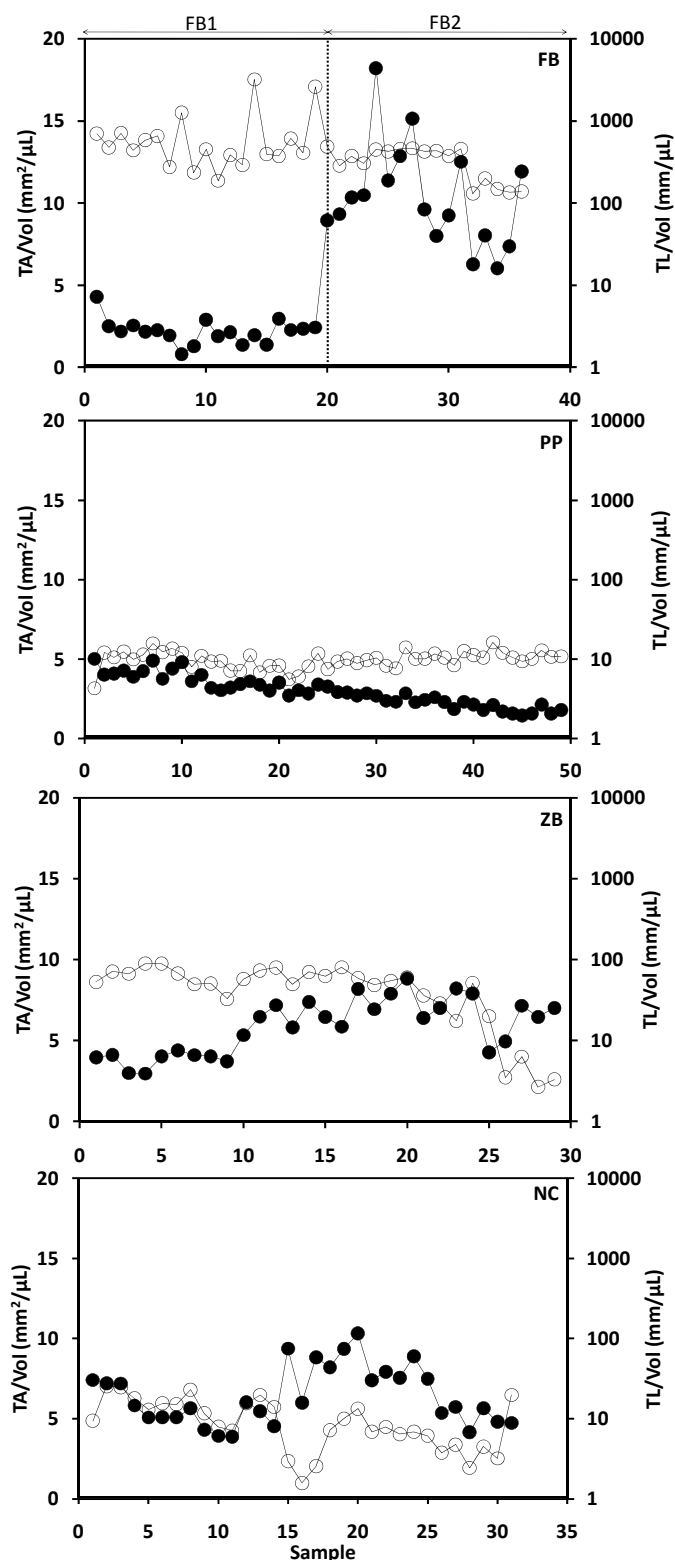 FB1 FB2
20 10000
FB
15 1000
10 100
5 10
0 1
TA/Vol (mm²/µL)
TL/Vol (mm/µL)
0 10 20 30 40
20 10000
PP
15 1000
10 100
5 10
0 1
TA/Vol (mm²/µL)
TL/Vol (mm/µL)
0 10 20 30 40 50
20 10000
ZB
15 1000
10 100
5 10
0 1
TA/Vol (mm²/µL)
TL/Vol (mm/µL)
0 5 10 15 20 25 30
20 10000
NC
15 1000
10 100
5 10
0 1
TA/Vol (mm²/µL)
TL/Vol (mm/µL)
0 5 10 15 20 25 30 35
Sample